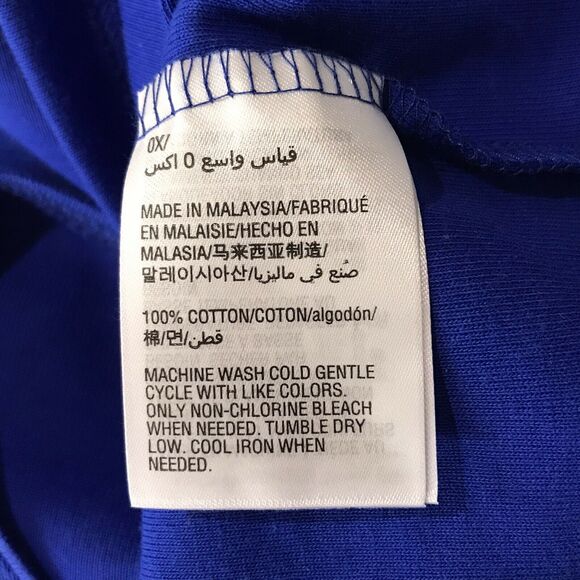 0X/
قياس واسع 0 اكس
MADE IN MALAYSIA/FABRIQUÉ
EN MALAISIE/HECHO EN
MALASIA/马来西亚制造/
말레이시아산/صُنع في ماليزيا
100% COTTON/COTON/algodón/
棉/면/قطن
MACHINE WASH COLD GENTLE
CYCLE WITH LIKE COLORS.
ONLY NON-CHLORINE BLEACH
WHEN NEEDED. TUMBLE DRY
LOW. COOL IRON WHEN
NEEDED.